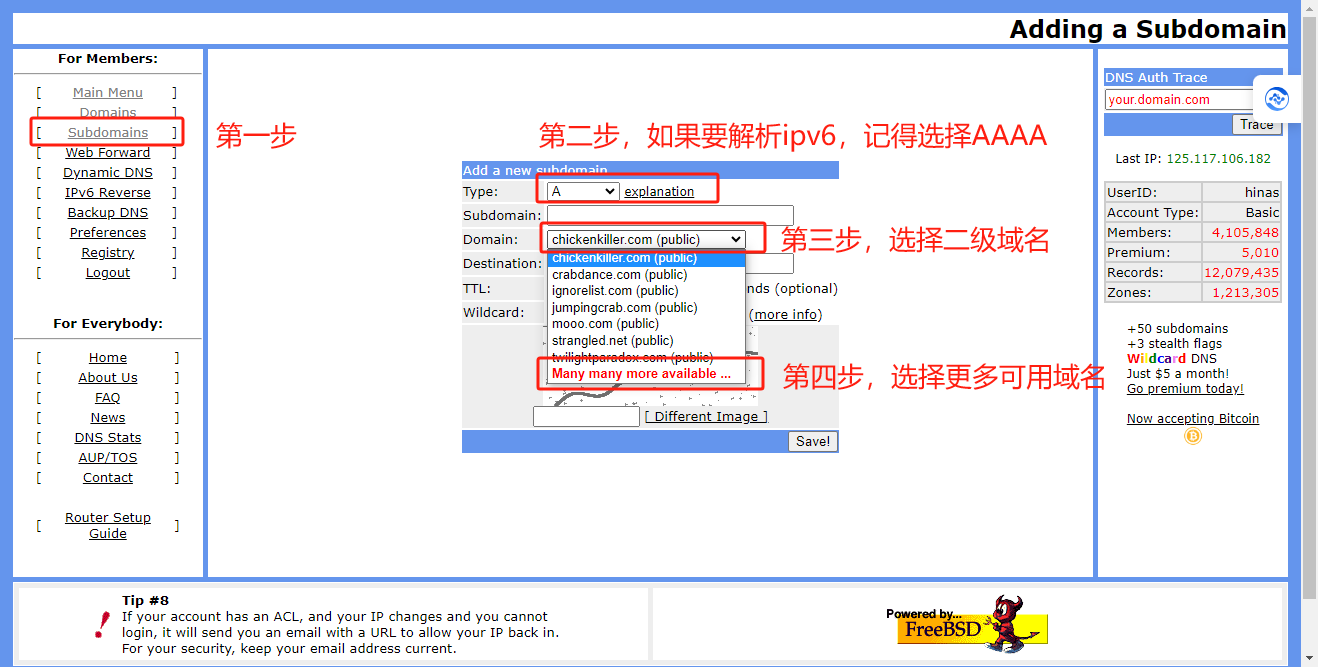 Adding a Subdomain
For Members:
[ Main Menu ]
[ Domains ]
[ Subdomains ]
[ Web Forward ]
[ Dynamic DNS ]
[ IPv6 Reverse ]
[ Backup DNS ]
[ Preferences ]
[ Registry ]
[ Logout ]
For Everybody:
[ Home ]
[ About Us ]
[ FAQ ]
[ News ]
[ DNS Stats ]
[ AUP/TOS ]
[ Contact ]
[ Router Setup
Guide ]
第一步
第二步，如果要解析ipv6，记得选择AAAA
Add a new subdomain
Type: A explanation
Subdomain:
Domain: chickenkiller.com (public)
第三步，选择二级域名
chickenkiller.com (public)
Destination:
crabdance.com (public)
ignorelist.com (public)
TTL: nds (optional)
jumpingcrab.com (public)
Wildcard: (more info)
mooo.com (public)
strangled.net (public)
twilightparadox.com (public)
Many many more available ...
第四步，选择更多可用域名
[ Different Image ]
Save!
DNS Auth Trace
your.domain.com
Trace
Last IP: 125.117.106.182
UserID: hinas
Account Type: Basic
Members: 4,105,848
Premium: 5,010
Records: 12,079,435
Zones: 1,213,305
+50 subdomains
+3 stealth flags
Wildcard DNS
Just $5 a month!
Go premium today!
Now accepting Bitcoin
Tip #8
If your account has an ACL, and your IP changes and you cannot
login, it will send you an email with a URL to allow your IP back in.
For your security, keep your email address current.
Powered by...
FreeBSD